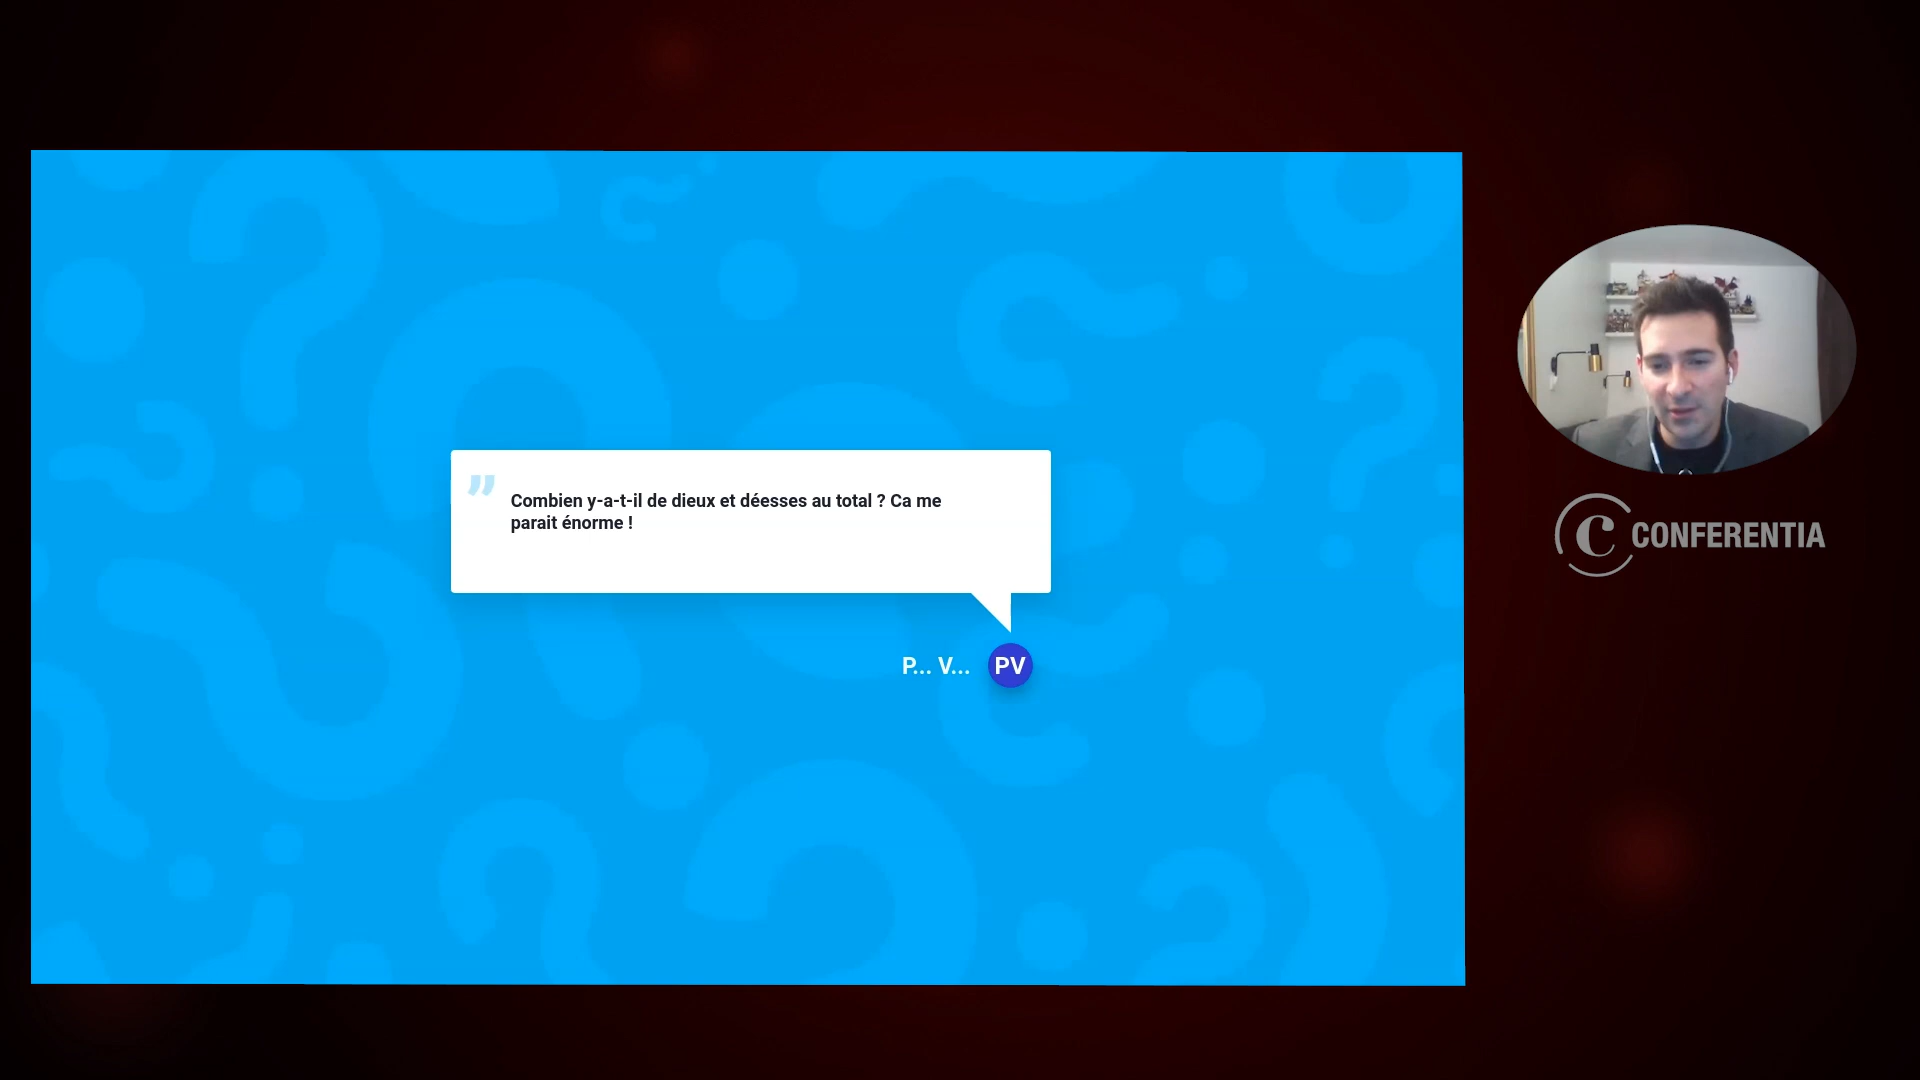 Combien y-a-t-il de dieux et déesses au total ? Ca me
parait énorme !
P... V... PV
C CONFERENTIA